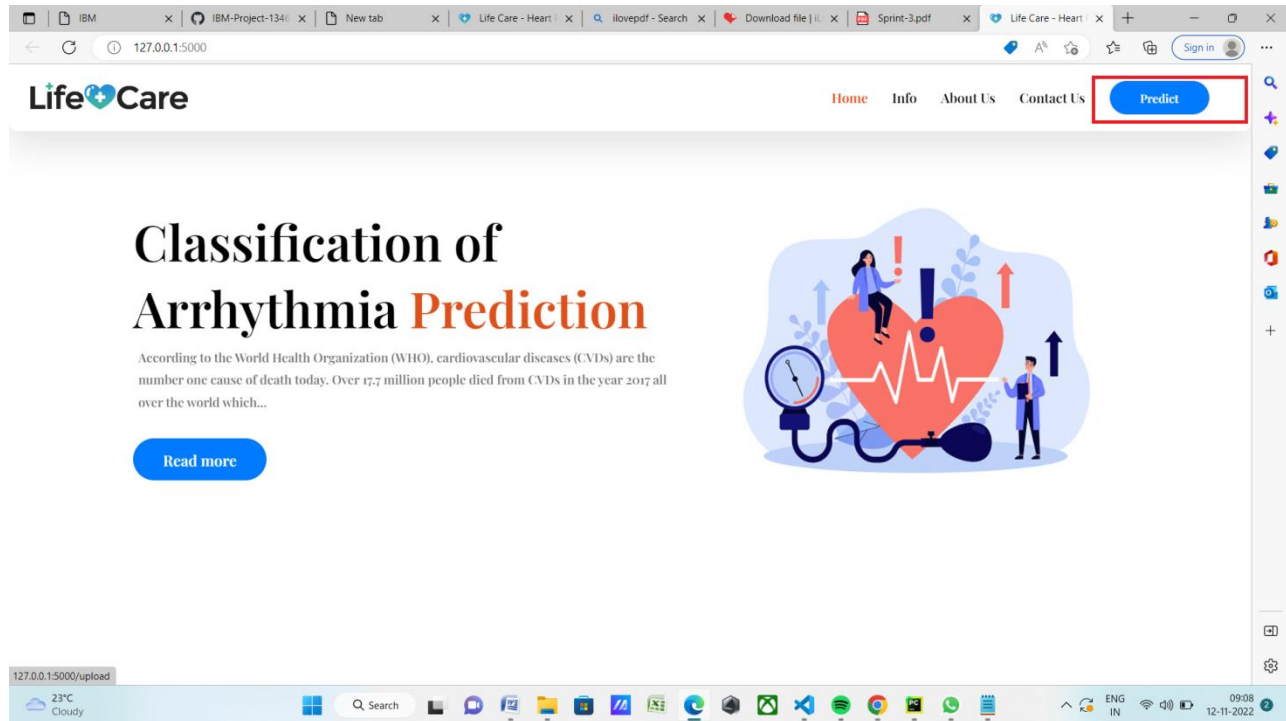 IBM
IBM-Project-1346
New tab
Life Care - Heart
ilovepdf - Search
Download file | iL
Sprint-3.pdf
Life Care - Heart
127.0.0.1:5000
Sign in
Life Care
Home
Info
About Us
Contact Us
Predict
Classification of
Arrhythmia Prediction
According to the World Health Organization (WHO), cardiovascular diseases (CVDs) are the
number one cause of death today. Over 17.7 million people died from CVDs in the year 2017 all
over the world which...
Read more
127.0.0.1:5000/upload
23°C
Cloudy
Search
ENG
IN
09:08
12-11-2022
2